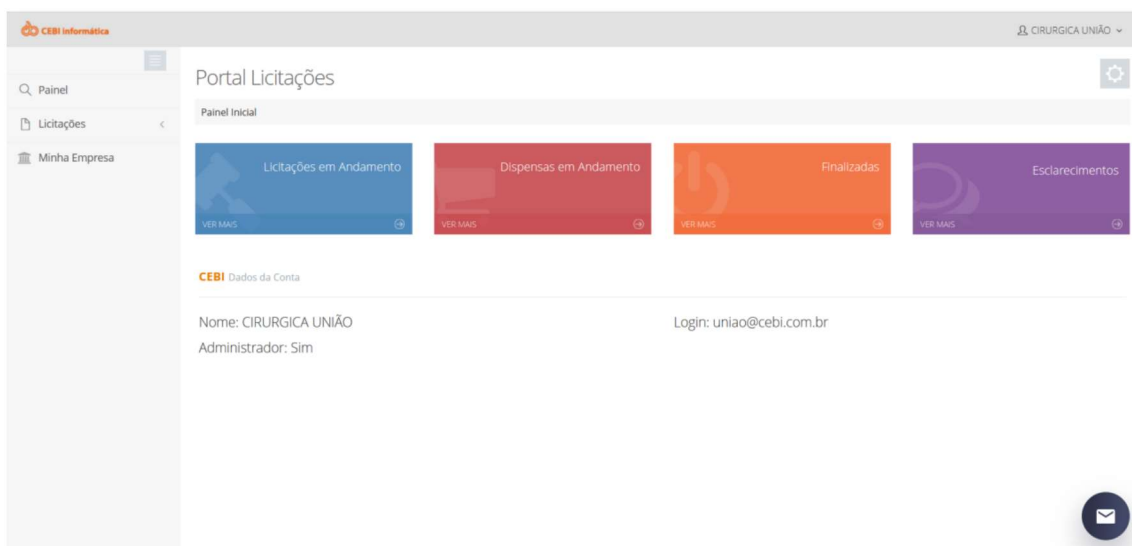 CEBI informática
CIRURGICA UNIÃO
Painel
Licitações
Minha Empresa
Portal Licitações
Painel Inicial
Licitações em Andamento
VER MAIS
Dispensas em Andamento
VER MAIS
Finalizadas
VER MAIS
Esclarecimentos
VER MAIS
CEBI Dados da Conta
Nome: CIRURGICA UNIÃO
Login: uniao@cebi.com.br
Administrador: Sim